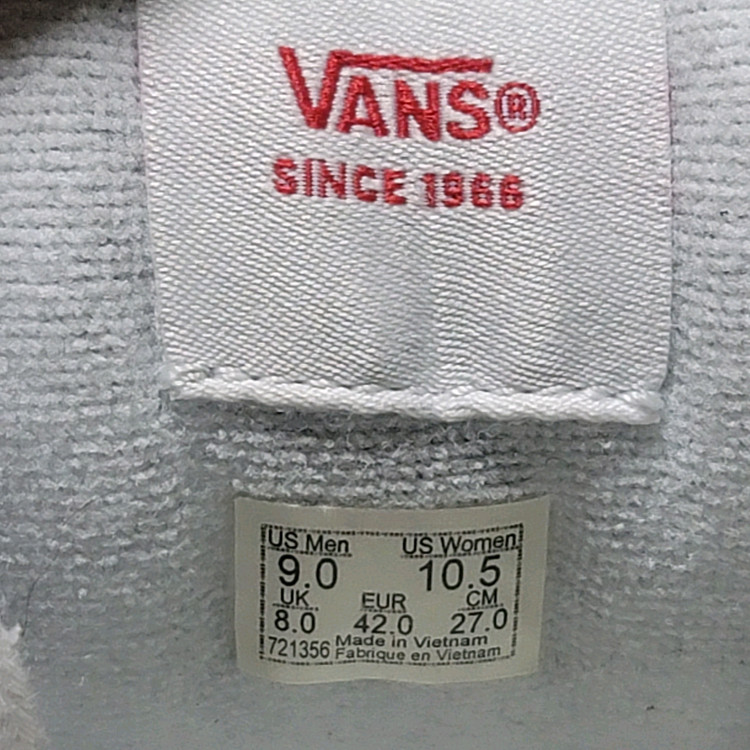 VANS®
SINCE 1966
US Men US Women
9.0 10.5
UK EUR CM
8.0 42.0 27.0
721356 Made in Vietnam
Fabrique en Vietnam